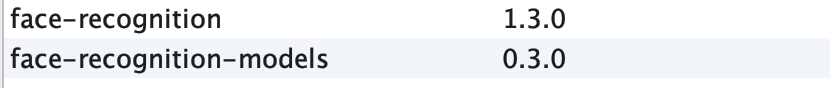 face-recognition 1.3.0
face-recognition-models 0.3.0